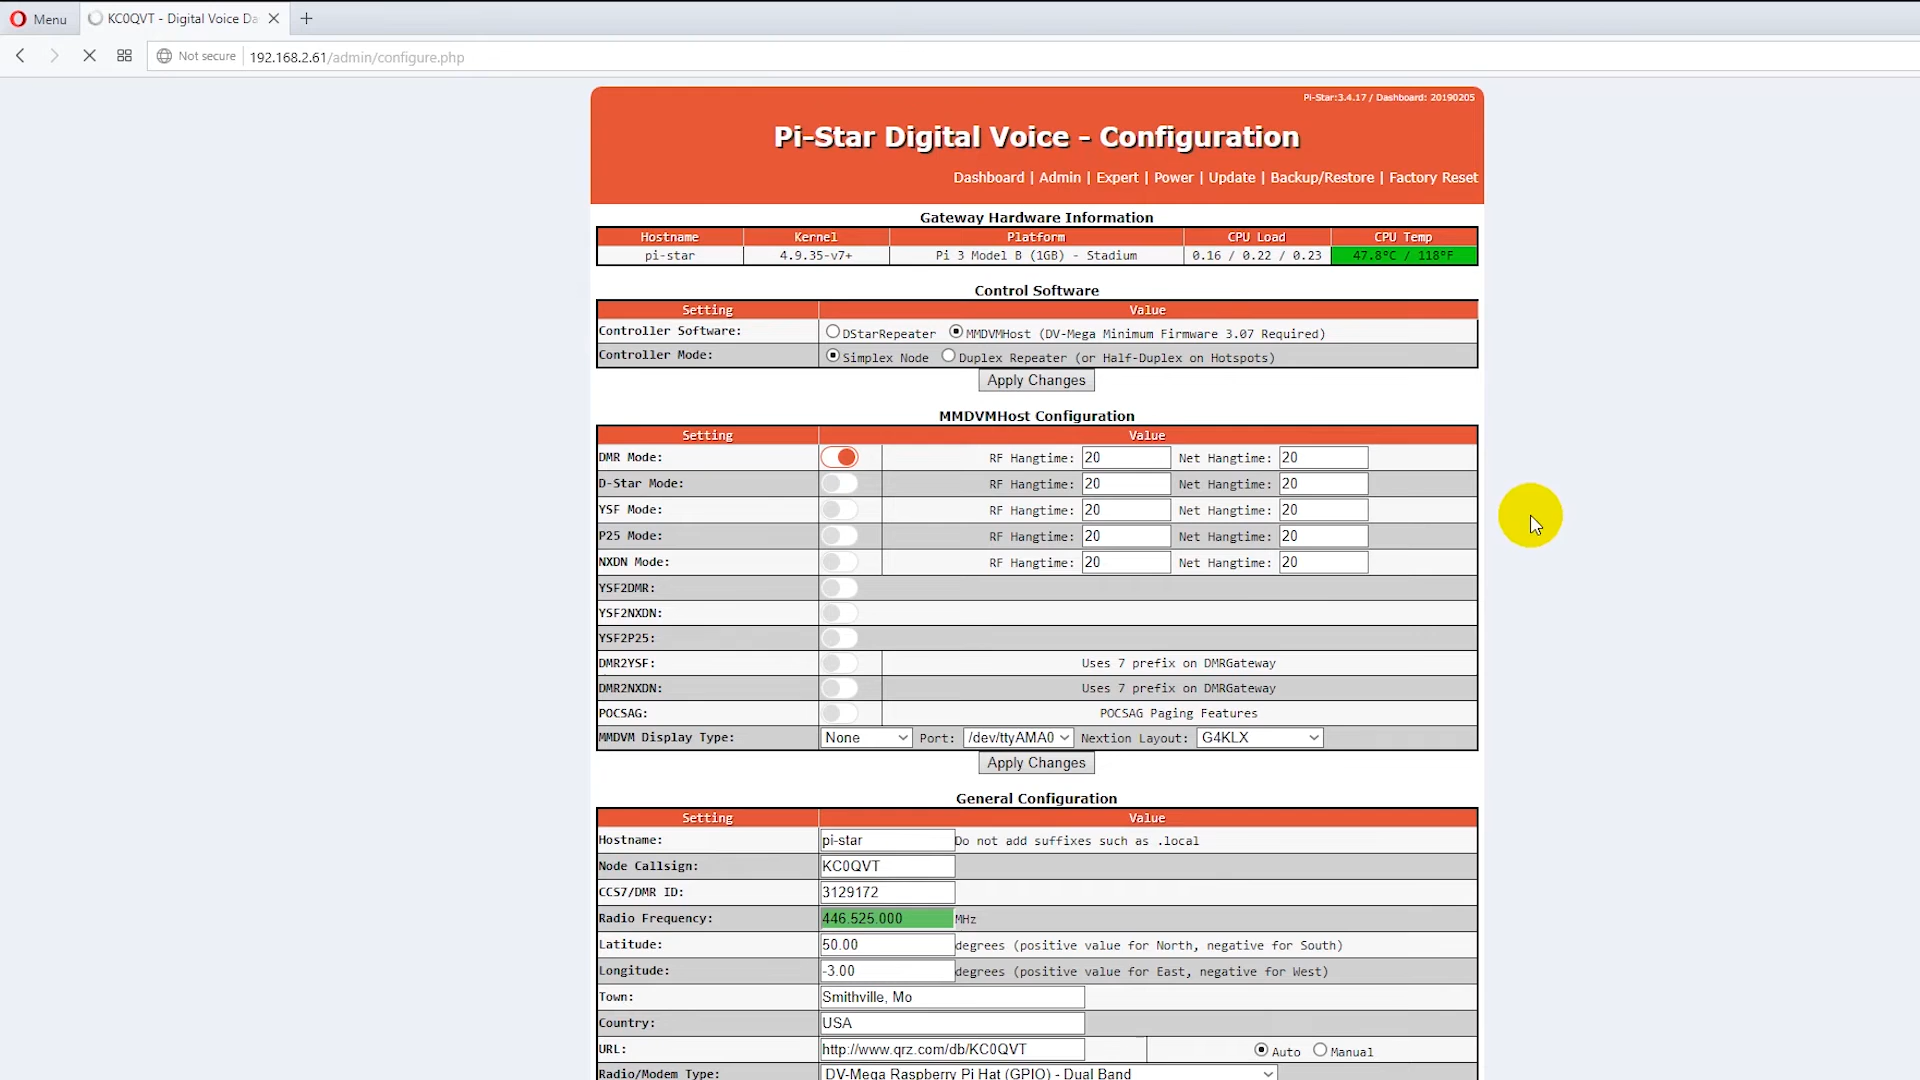 Menu
KC0QVT - Digital Voice Da
Not secure
192.168.2.61/admin/configure.php
Pi-Star:3.4.17 / Dashboard: 20190205
Pi-Star Digital Voice - Configuration
Dashboard | Admin | Expert | Power | Update | Backup/Restore | Factory Reset
Gateway Hardware Information
Hostname Kernel Platform CPU Load CPU Temp
pi-star 4.9.35-v7+ Pi 3 Model B (1GB) - Stadium 0.16 / 0.22 / 0.23 47.8°C / 118°F
Control Software
Setting Value
Controller Software: DStarRepeater MMDVMHost (DV-Mega Minimum Firmware 3.07 Required)
Controller Mode: Simplex Node Duplex Repeater (or Half-Duplex on Hotspots)
Apply Changes
MMDVMHost Configuration
Setting Value
DMR Mode: RF Hangtime: 20 Net Hangtime: 20
D-Star Mode: RF Hangtime: 20 Net Hangtime: 20
YSF Mode: RF Hangtime: 20 Net Hangtime: 20
P25 Mode: RF Hangtime: 20 Net Hangtime: 20
NXDN Mode: RF Hangtime: 20 Net Hangtime: 20
YSF2DMR:
YSF2NXDN:
YSF2P25:
DMR2YSF: Uses 7 prefix on DMRGateway
DMR2NXDN: Uses 7 prefix on DMRGateway
POCSAG: POCSAG Paging Features
MMDVM Display Type: None Port: /dev/ttyAMA0 Nextion Layout: G4KLX
Apply Changes
General Configuration
Setting Value
Hostname: pi-star Do not add suffixes such as .local
Node Callsign: KC0QVT
CCS7/DMR ID: 3129172
Radio Frequency: 446.525.000 MHz
Latitude: 50.00 degrees (positive value for North, negative for South)
Longitude: -3.00 degrees (positive value for East, negative for West)
Town: Smithville, Mo
Country: USA
URL: http://www.qrz.com/db/KC0QVT Auto Manual
Radio/Modem Type: DV-Mega Raspberry Pi Hat (GPIO) - Dual Band